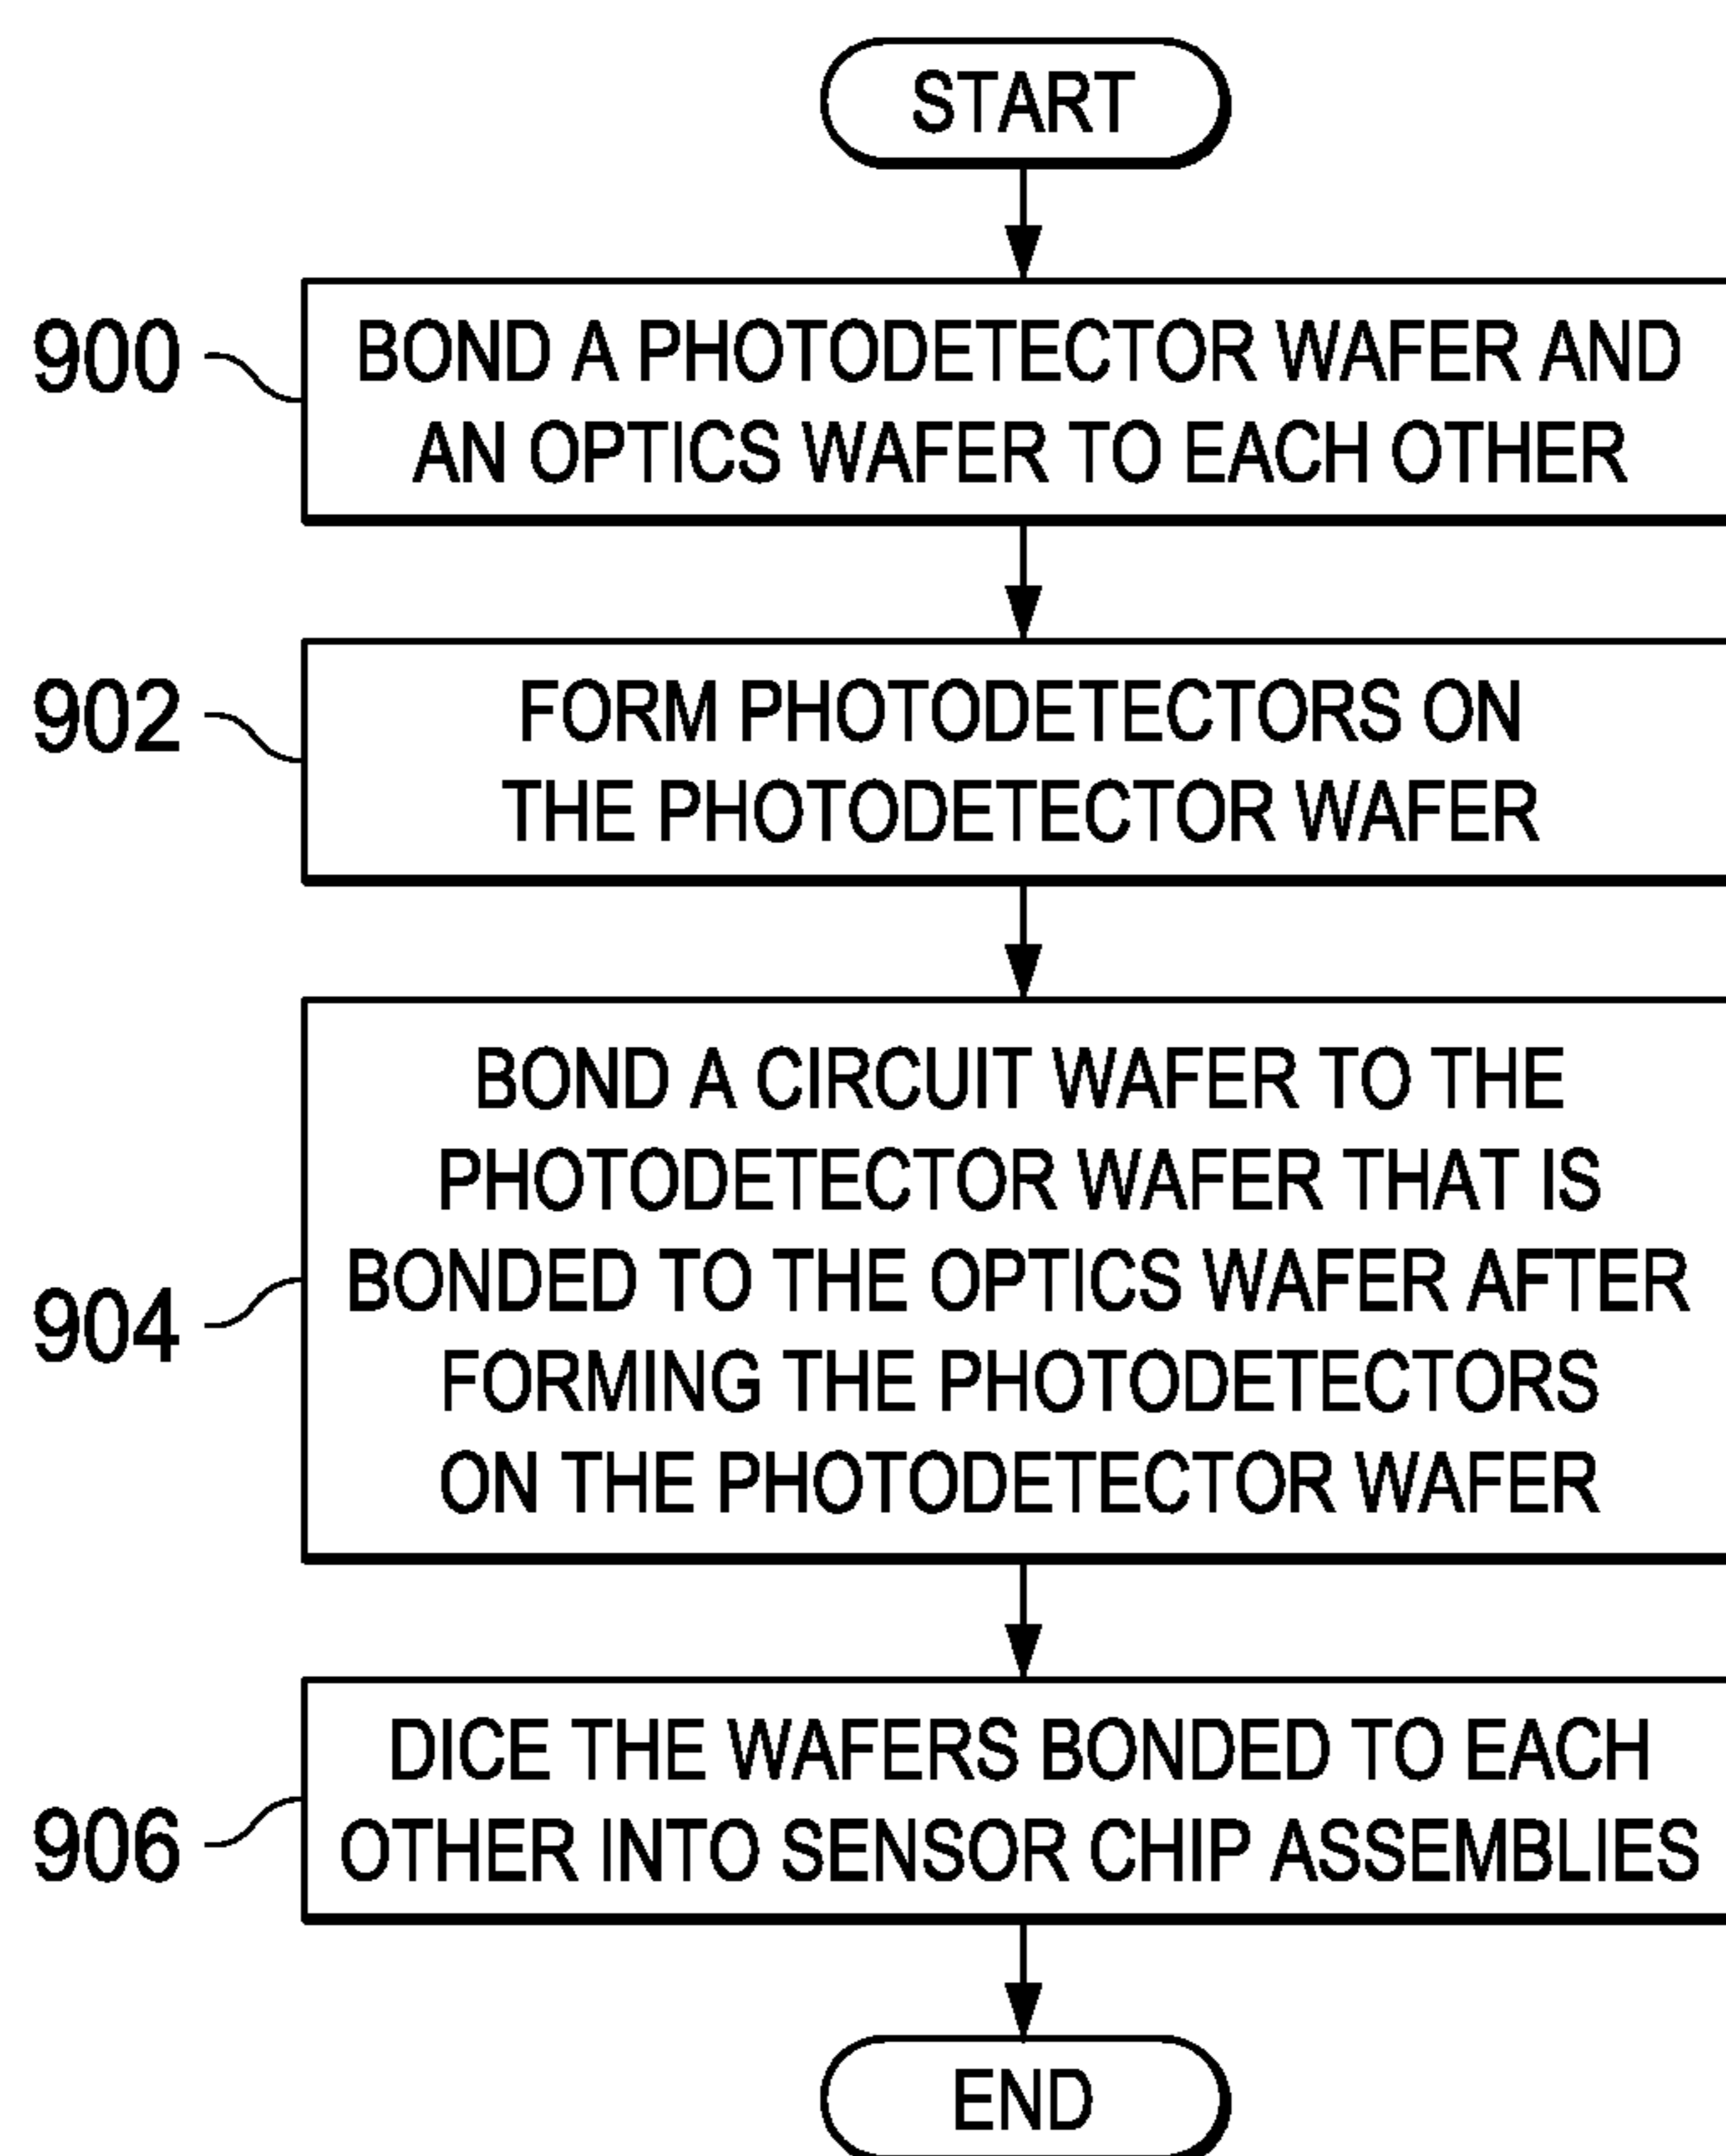 START
900
BOND A PHOTODETECTOR WAFER AND
AN OPTICS WAFER TO EACH OTHER
902
FORM PHOTODETECTORS ON
THE PHOTODETECTOR WAFER
904
BOND A CIRCUIT WAFER TO THE
PHOTODETECTOR WAFER THAT IS
BONDED TO THE OPTICS WAFER AFTER
FORMING THE PHOTODETECTORS
ON THE PHOTODETECTOR WAFER
906
DICE THE WAFERS BONDED TO EACH
OTHER INTO SENSOR CHIP ASSEMBLIES
END